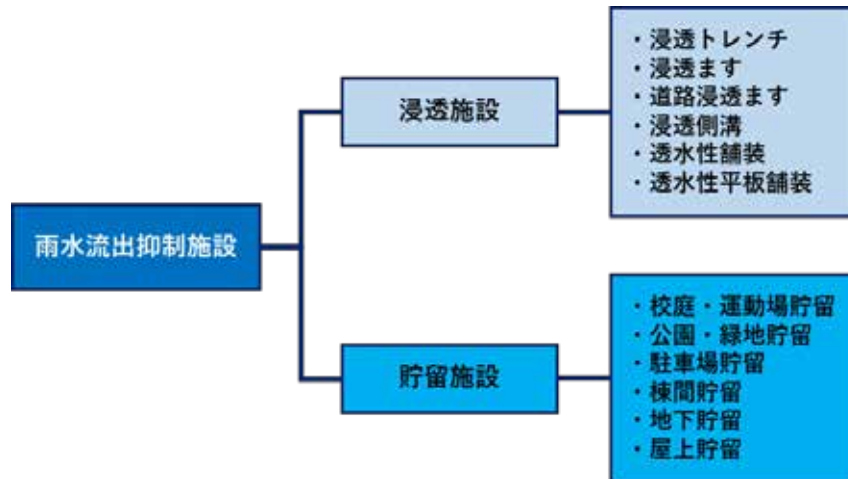 雨水流出抑制施設
浸透施設
・浸透トレンチ
・浸透ます
・道路浸透ます
・浸透側溝
・透水性舗装
・透水性平板舗装
貯留施設
・校庭・運動場貯留
・公園・緑地貯留
・駐車場貯留
・棟間貯留
・地下貯留
・屋上貯留